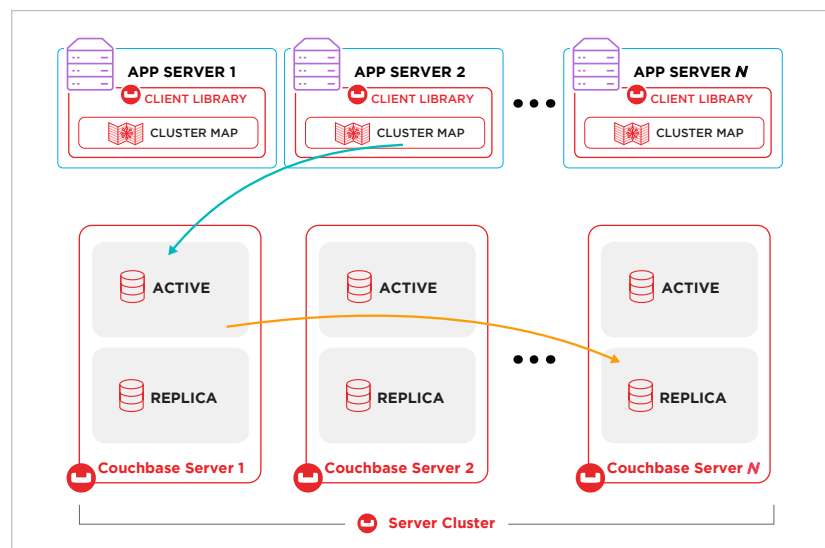 APP SERVER 1
CLIENT LIBRARY
CLUSTER MAP
APP SERVER 2
CLIENT LIBRARY
CLUSTER MAP
•••
APP SERVER N
CLIENT LIBRARY
CLUSTER MAP
ACTIVE
REPLICA
Couchbase Server 1
ACTIVE
REPLICA
Couchbase Server 2
•••
ACTIVE
REPLICA
Couchbase Server N
Server Cluster